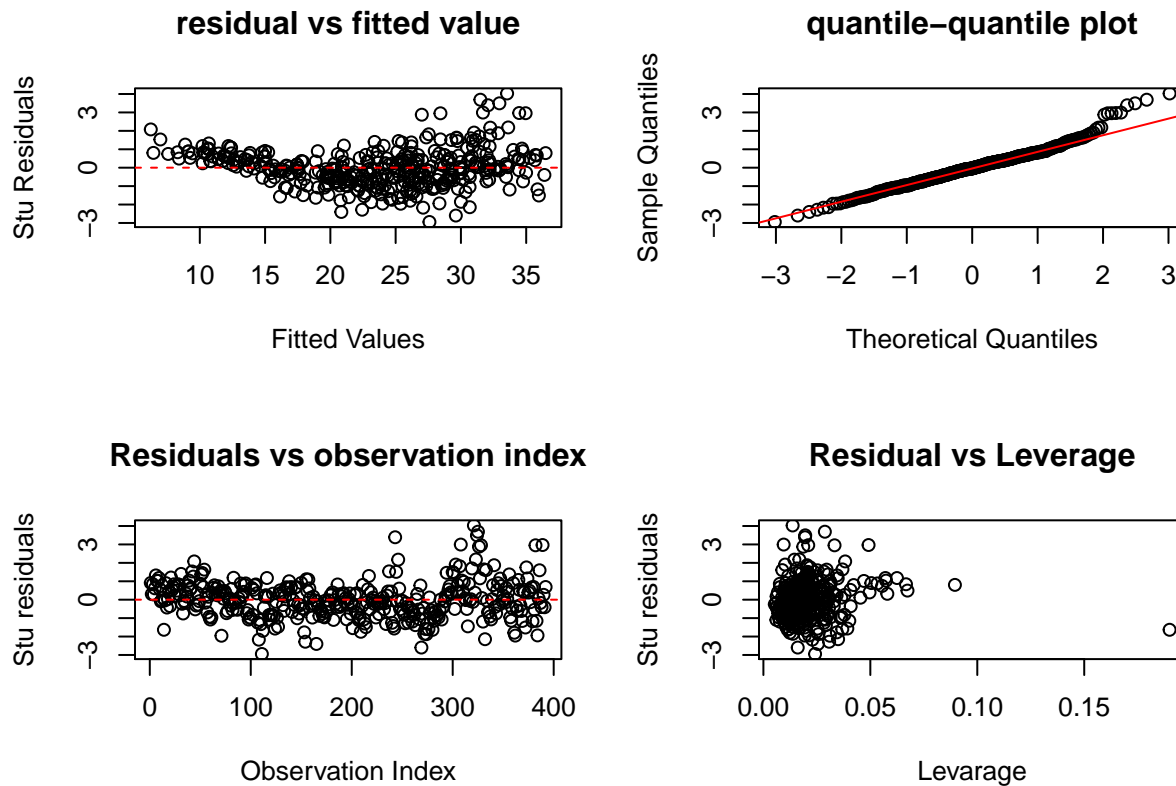 residual vs fitted value
Stu Residuals
3
0
−3
10 15 20 25 30 35
Fitted Values
quantile−quantile plot
Sample Quantiles
3
0
−3
−3 −2 −1 0 1 2 3
Theoretical Quantiles
Residuals vs observation index
Stu residuals
3
0
−3
0 100 200 300 400
Observation Index
Residual vs Leverage
Stu residuals
3
0
−3
0.00 0.05 0.10 0.15
Levarage